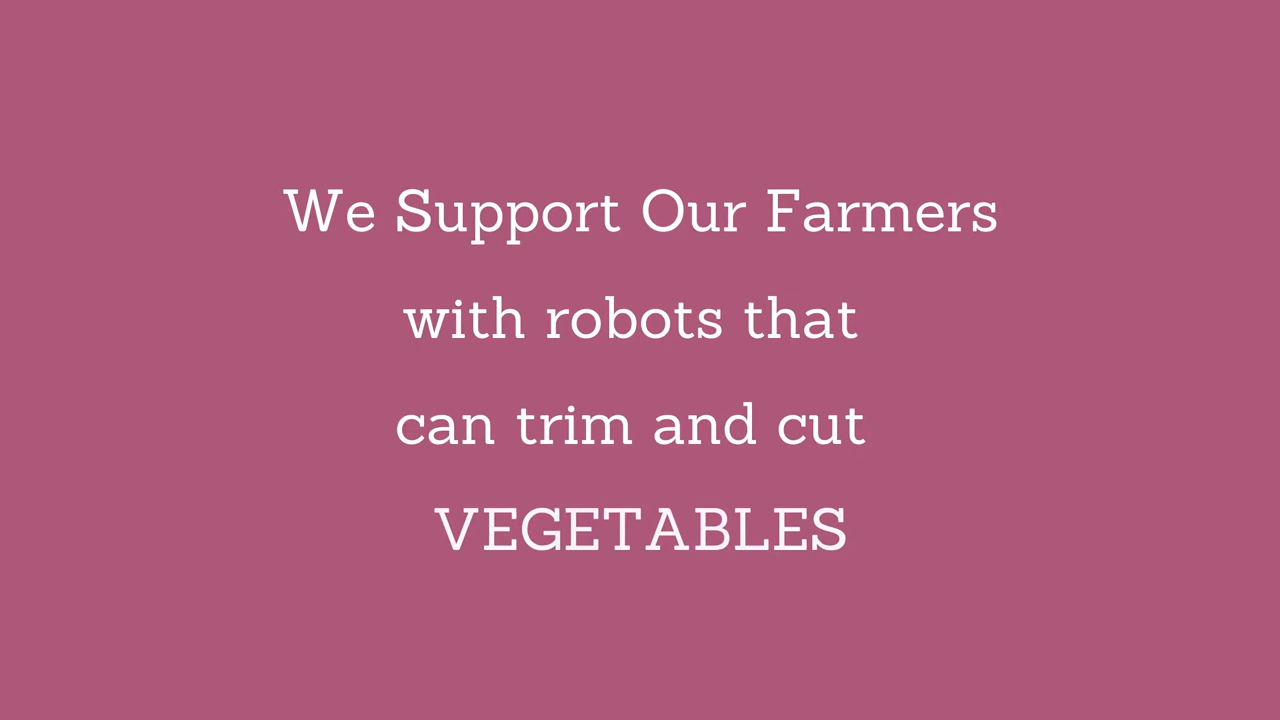 We Support Our Farmers
with robots that
can trim and cut
VEGETABLES